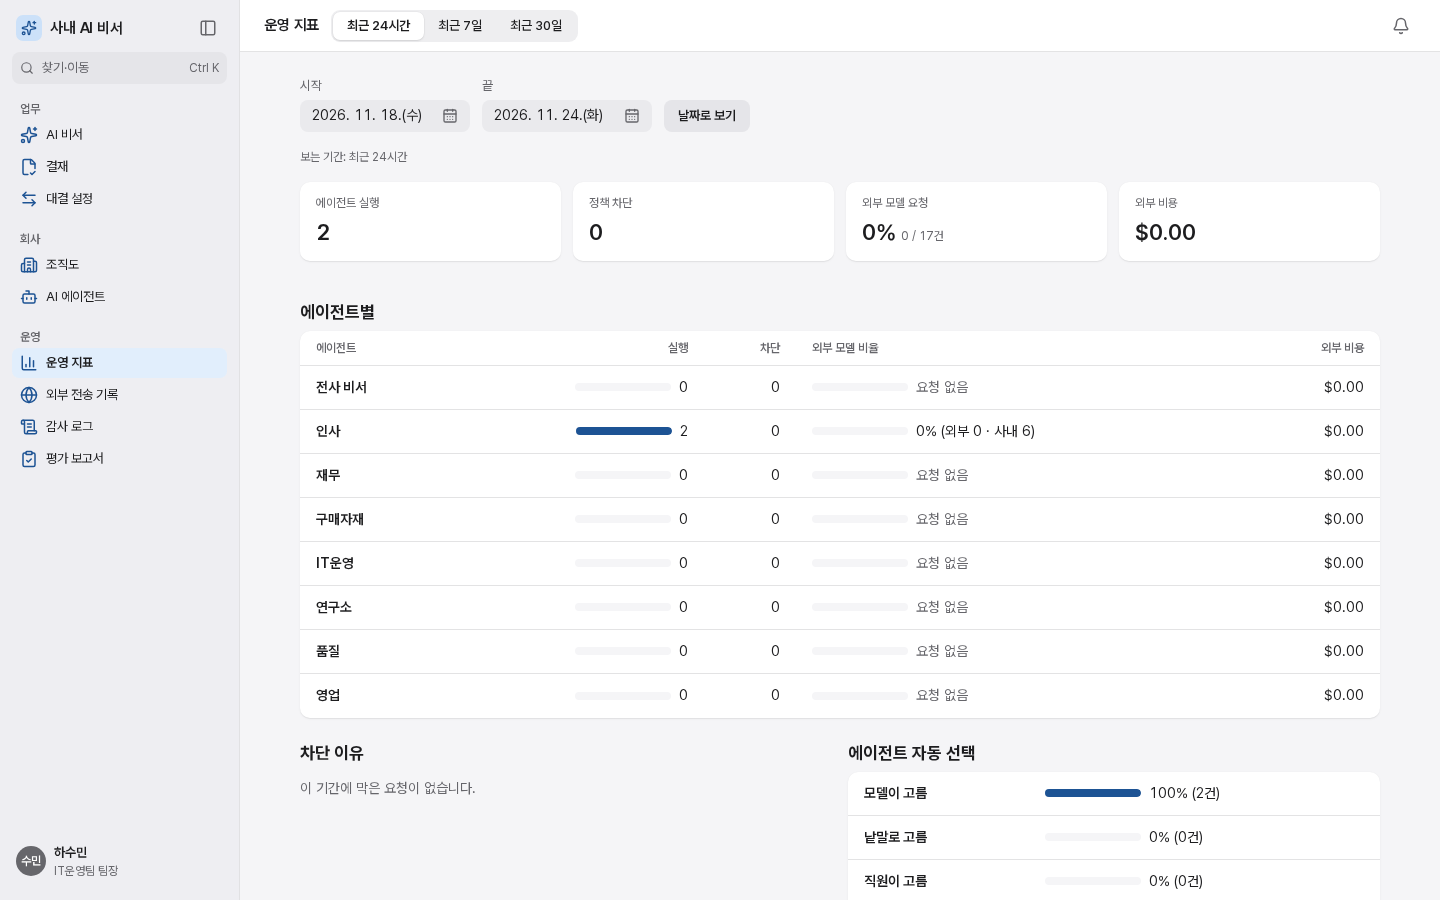 사내 AI 비서
찾기·이동 Ctrl K
업무
AI 비서
결재
대결 설정
회사
조직도
AI 에이전트
운영
운영 지표
외부 전송 기록
감사 로그
평가 보고서
수민 하수민
IT운영팀 팀장
운영 지표 최근 24시간 최근 7일 최근 30일
시작 끝
2026. 11. 18.(수) 2026. 11. 24.(화) 날짜로 보기
보는 기간: 최근 24시간
에이전트 실행 정책 차단 외부 모델 요청 외부 비용
2 0 0% 0 / 17건 $0.00
에이전트별
에이전트 실행 차단 외부 모델 비율 외부 비용
전사 비서 0 0 요청 없음 $0.00
인사 2 0 0% (외부 0 · 사내 6) $0.00
재무 0 0 요청 없음 $0.00
구매자재 0 0 요청 없음 $0.00
IT운영 0 0 요청 없음 $0.00
연구소 0 0 요청 없음 $0.00
품질 0 0 요청 없음 $0.00
영업 0 0 요청 없음 $0.00
차단 이유
이 기간에 막은 요청이 없습니다.
에이전트 자동 선택
모델이 고름 100% (2건)
낱말로 고름 0% (0건)
직원이 고름 0% (0건)